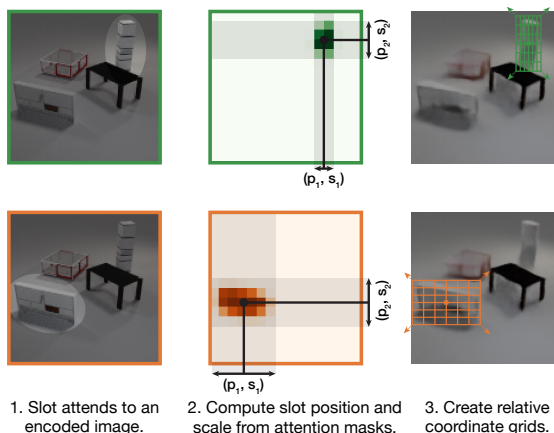 (p₂, s₂)
(p₁, s₁)
(p₂, s₂)
(p₁, s₁)
1. Slot attends to an
encoded image.
2. Compute slot position and
scale from attention masks.
3. Create relative
coordinate grids.